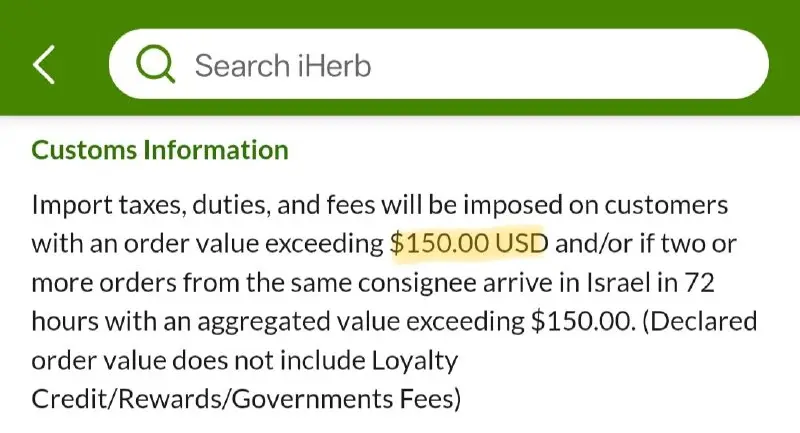 Search iHerb
Customs Information
Import taxes, duties, and fees will be imposed on customers
with an order value exceeding $150.00 USD and/or if two or
more orders from the same consignee arrive in Israel in 72
hours with an aggregated value exceeding $150.00. (Declared
order value does not include Loyalty
Credit/Rewards/Governments Fees)